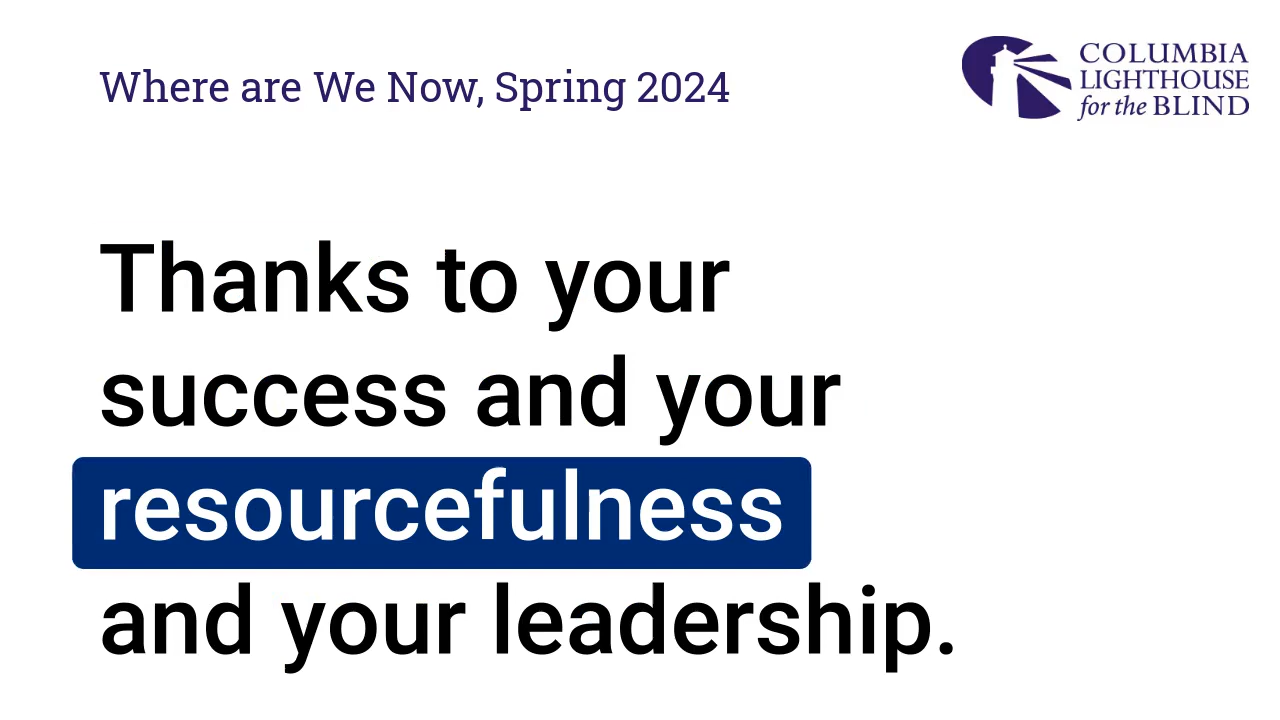 Where are We Now, Spring 2024
COLUMBIA
LIGHTHOUSE
for the BLIND
Thanks to your
success and your
resourcefulness
and your leadership.